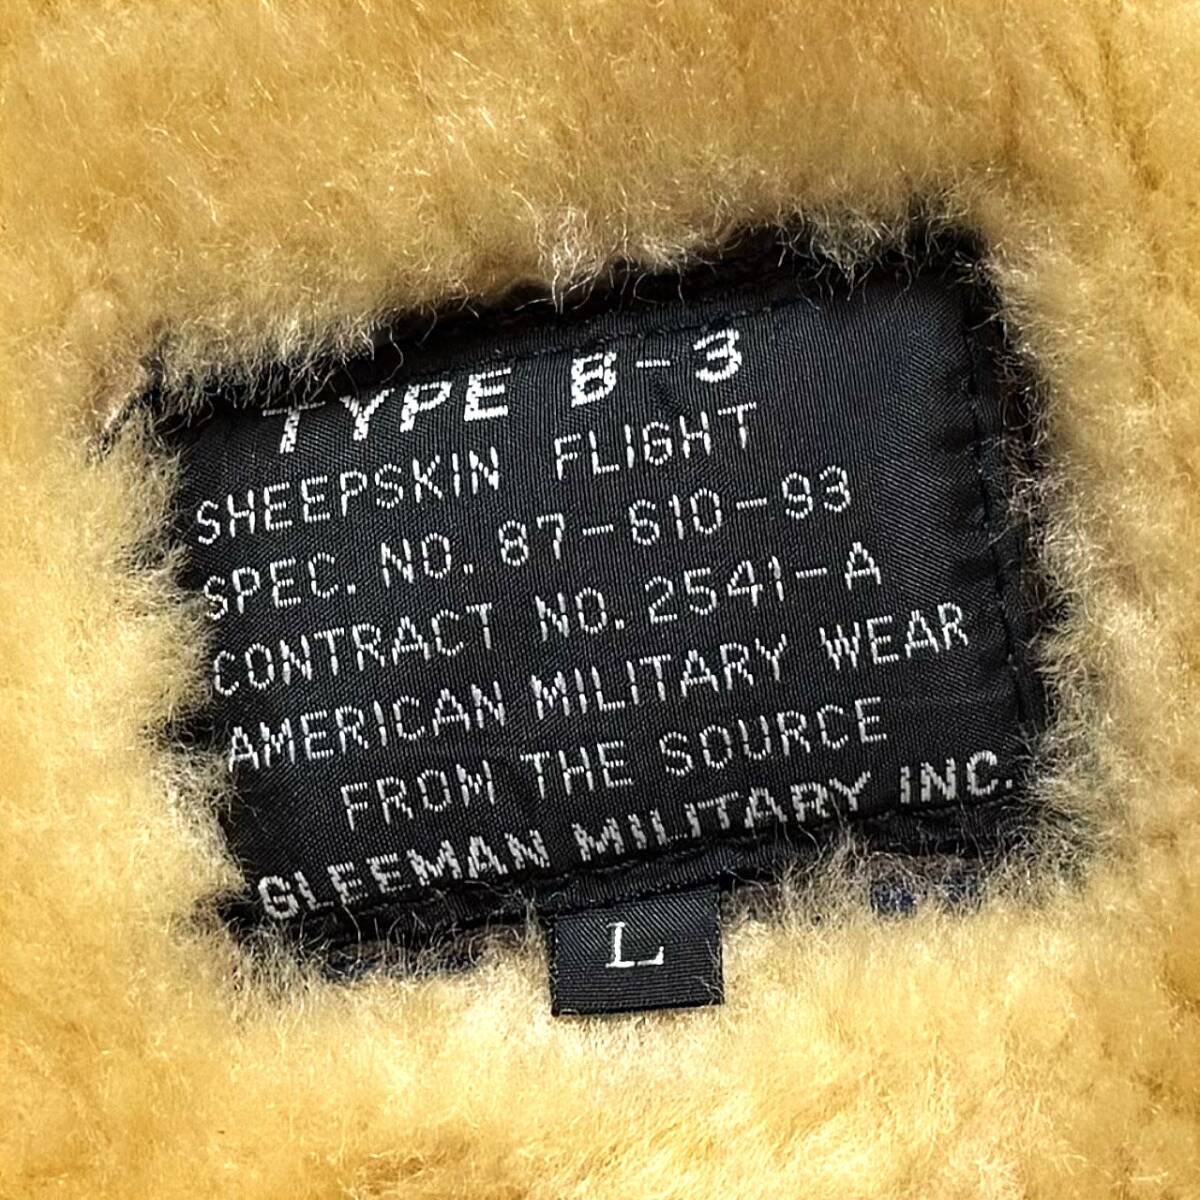 TYPE B-3
SHEEPSKIN FLIGHT
SPEC. NO. 87-610-93
CONTRACT NO. 2541-A
AMERICAN MILITARY WEAR
FROM THE SOURCE
GLEEMAN MILITARY INC.
L